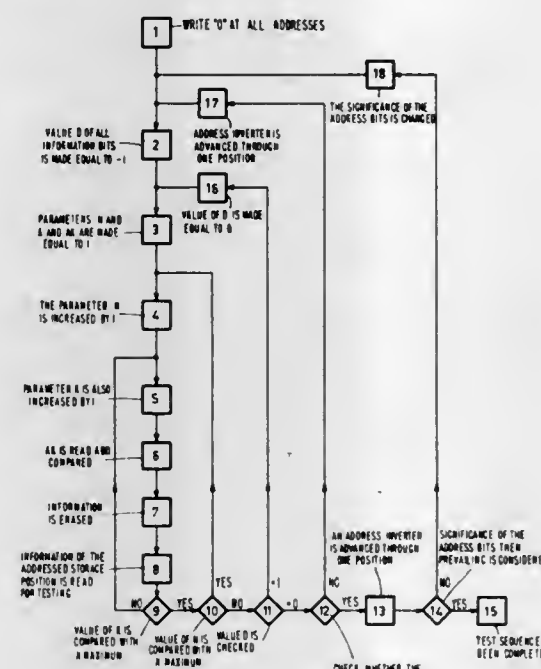 1
WRITE "0" AT ALL ADDRESSES
18
THE SIGNIFICANCE OF THE
ADDRESS BITS IS CHANGED
17
ADDRESS INVERTER IS
ADVANCED THROUGH
ONE POSITION
VALUE D OF ALL
INFORMATION BITS
IS MADE EQUAL TO -1
2
16
VALUE OF D IS MADE
EQUAL TO 0
PARAMETERS N AND
AND AK ARE MADE
EQUAL TO 1
3
THE PARAMETER N
IS INCREASED BY 1
4
PARAMETER K IS ALSO
INCREASED BY 1
5
AK IS READ AND
COMPARED
6
INFORMATION
IS ERASED
7
INFORMATION OF THE
ADDRESSED STORAGE
POSITION IS READ
FOR TESTING
8
AN ADDRESS INVERTER
IS ADVANCED THROUGH
ONE POSITION
SIGNIFICANCE OF THE
ADDRESS BITS THEN
PREVAILING IS CONSIDE
NO
9
YES
YES
10
NO
=1
11
=0
NO
12
YES
13
NO
14
YES
15
VALUE OF K IS
COMPARED WITH
A MAXIMUM
VALUE OF N IS
COMPARED WITH
A MAXIMUM
VALUE D IS
CHECKED
CHECK WHETHER THE
TEST SEQUENCE
BEEN COMPLETE